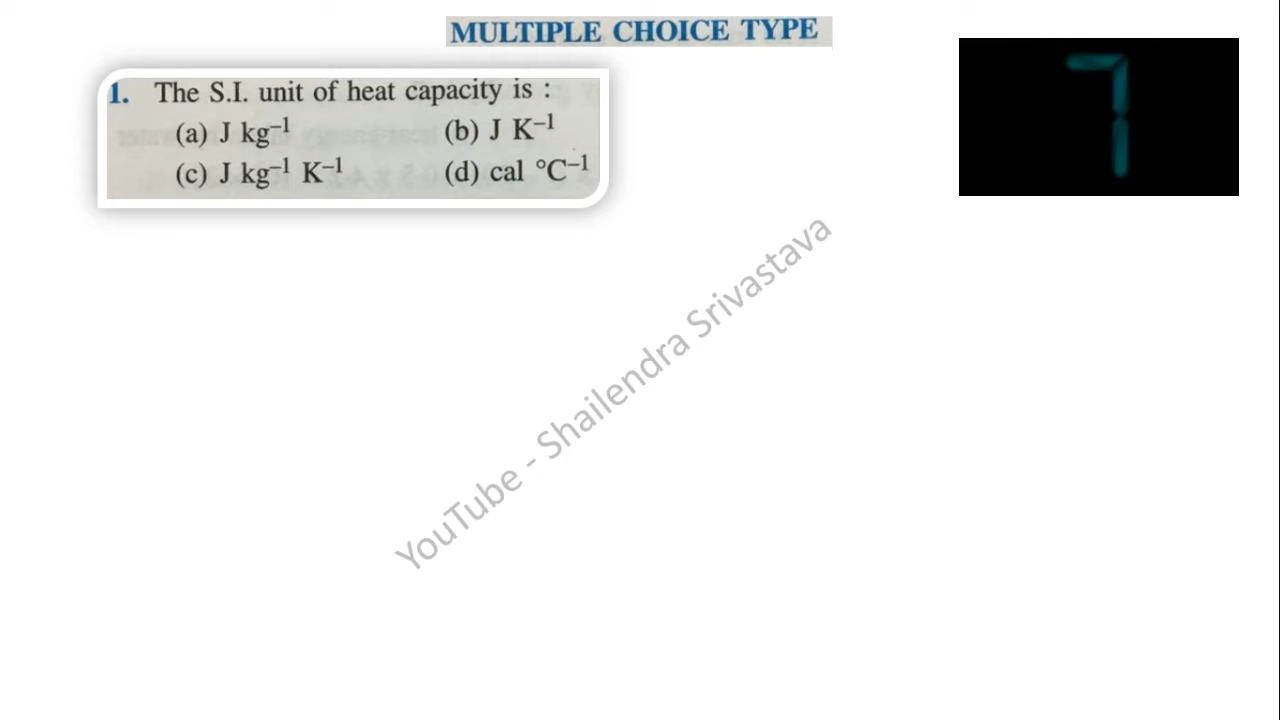 MULTIPLE CHOICE TYPE
1. The S.I. unit of heat capacity is :
(a) J kg⁻¹ (b) J K⁻¹
(c) J kg⁻¹ K⁻¹ (d) cal °C⁻¹
7
YouTube - Shailendra Srivastava